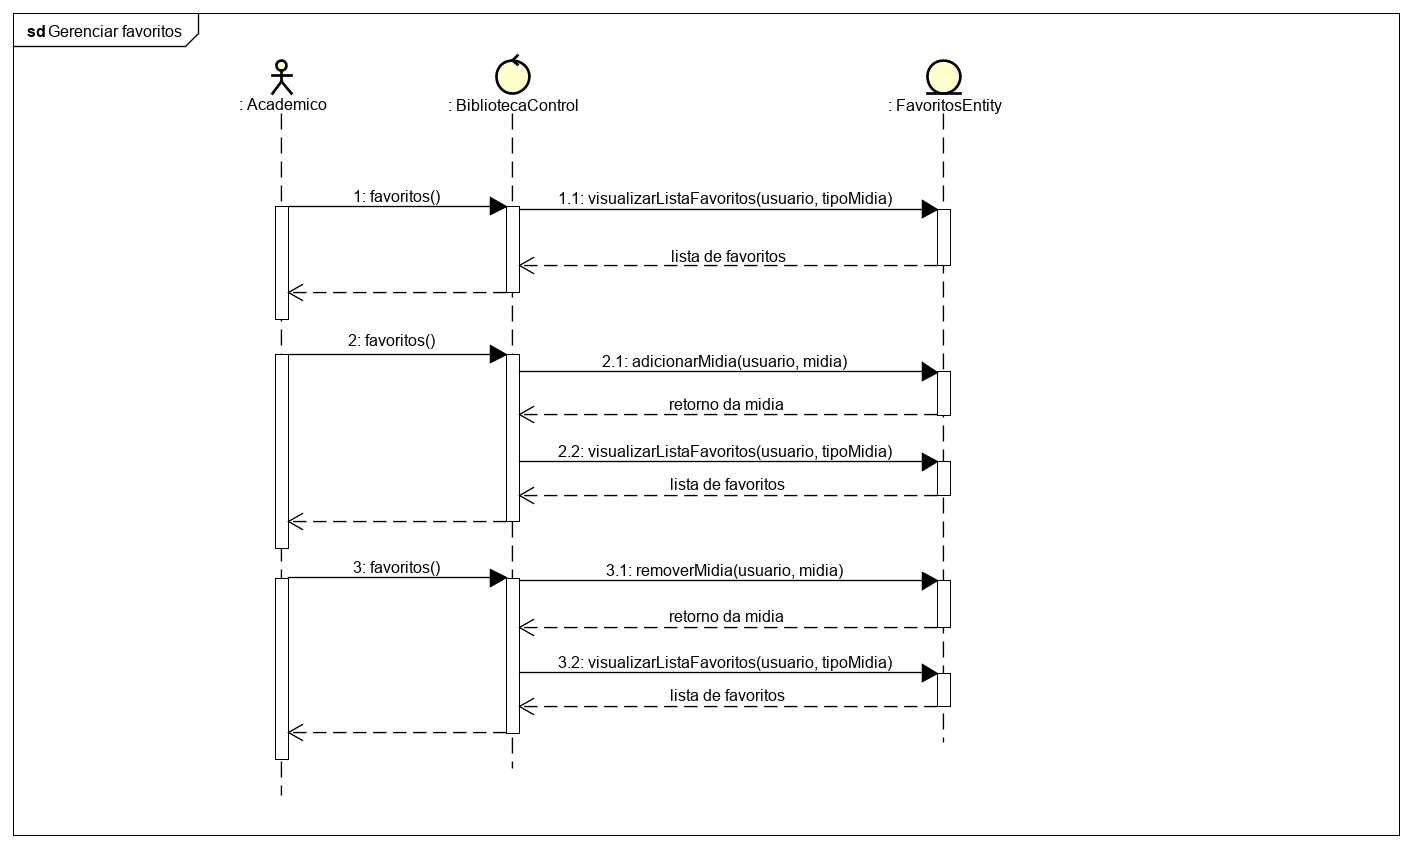 sd Gerenciar favoritos
: Academico
: BibliotecaControl
: FavoritosEntity
1: favoritos()
1.1: visualizarListaFavoritos(usuario, tipoMidia)
lista de favoritos
2: favoritos()
2.1: adicionarMidia(usuario, midia)
retorno da midia
2.2: visualizarListaFavoritos(usuario, tipoMidia)
lista de favoritos
3: favoritos()
3.1: removerMidia(usuario, midia)
retorno da midia
3.2: visualizarListaFavoritos(usuario, tipoMidia)
lista de favoritos